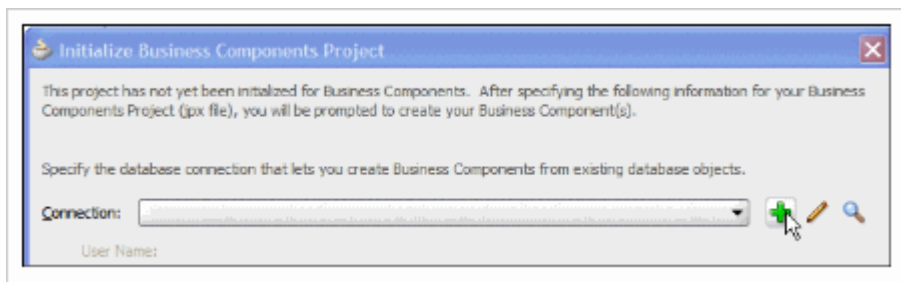 Initialize Business Components Project
This project has not yet been initialized for Business Components. After specifying the following information for your Business
Components Project (jpx file), you will be prompted to create your Business Component(s).
Specify the database connection that lets you create Business Components from existing database objects.
Connection:
User Name: